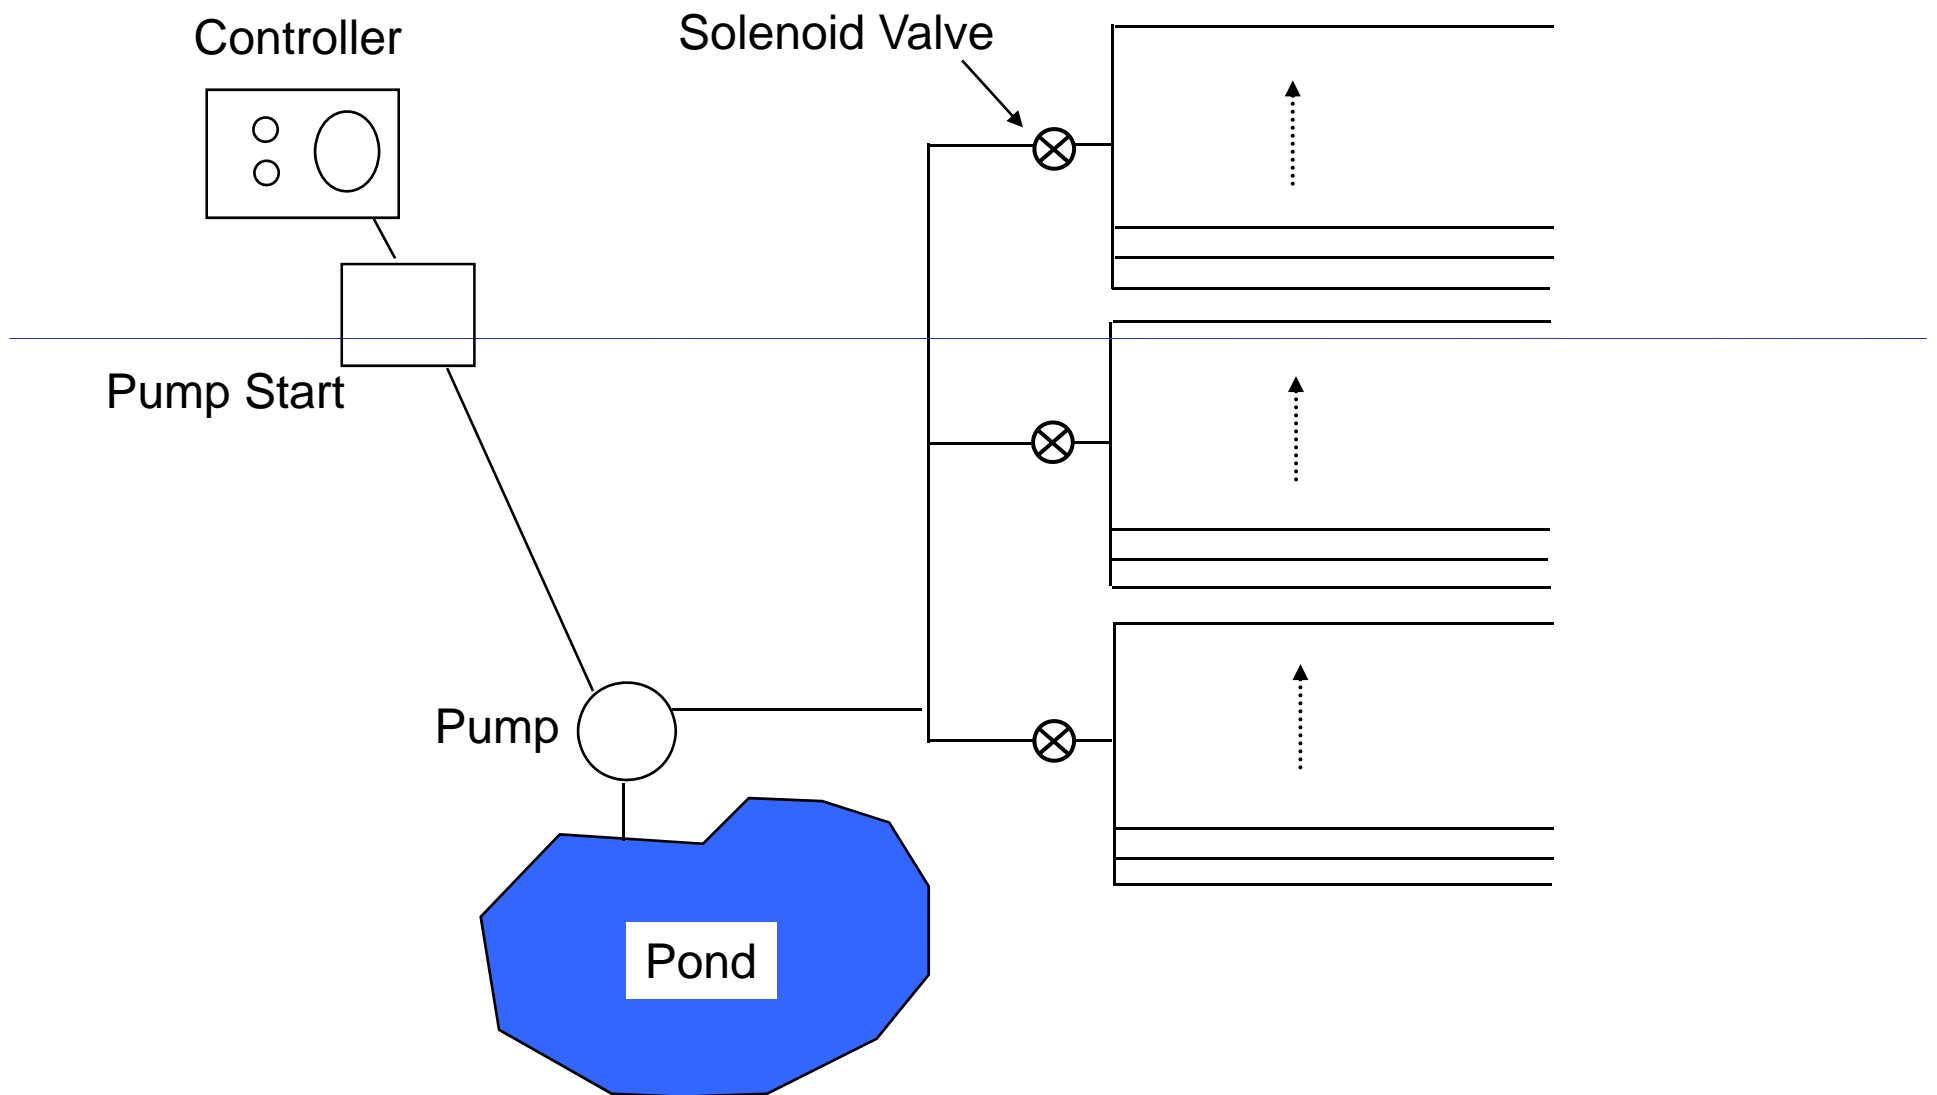 Controller
Solenoid Valve
Pump Start
Pump
Pond